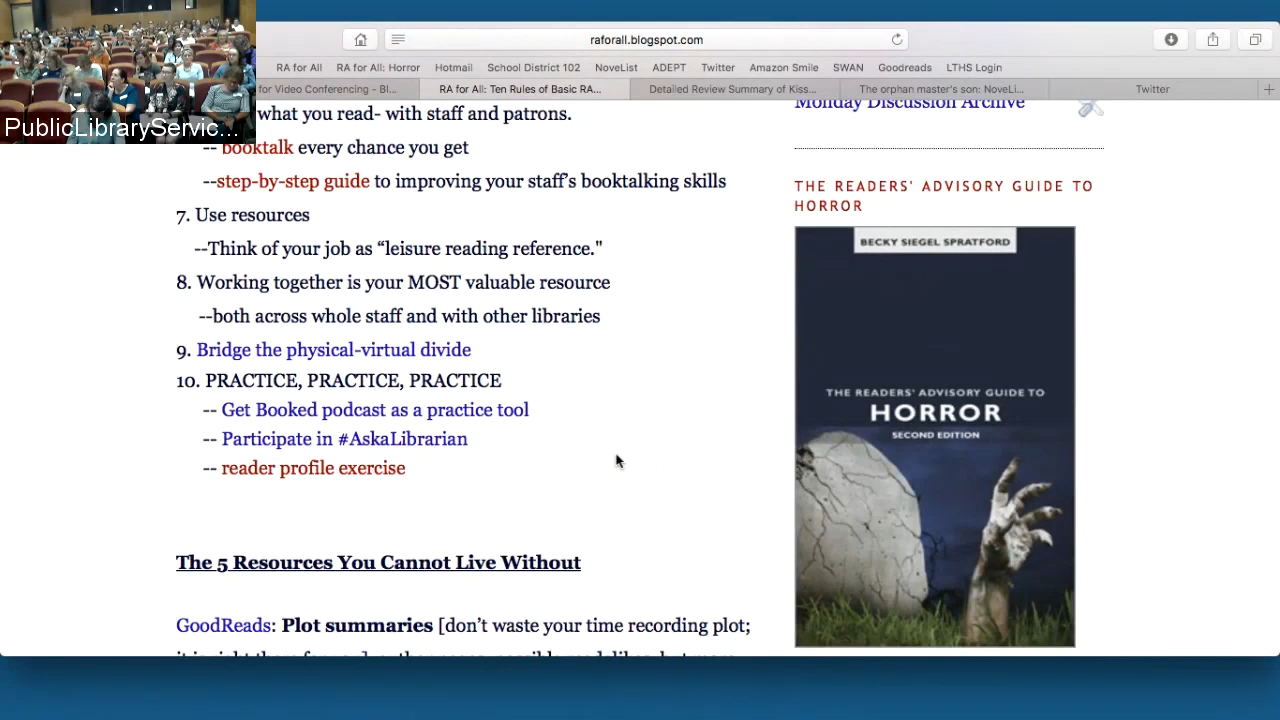 raforall.blogspot.com
RA for All
RA for All: Horror
Hotmail
School District 102
NoveList
ADEPT
Twitter
Amazon Smile
SWAN
Goodreads
LTHS Login
for Video Conferencing - Bl...
RA for All: Ten Rules of Basic RA...
Detailed Review Summary of Kiss...
The orphan master's son: NoveLi...
Twitter
PublicLibraryServic...
what you read- with staff and patrons.
-- booktalk every chance you get
--step-by-step guide to improving your staff’s booktalking skills
7. Use resources
--Think of your job as “leisure reading reference."
8. Working together is your MOST valuable resource
--both across whole staff and with other libraries
9. Bridge the physical-virtual divide
10. PRACTICE, PRACTICE, PRACTICE
-- Get Booked podcast as a practice tool
-- Participate in #AskaLibrarian
-- reader profile exercise
The 5 Resources You Cannot Live Without
GoodReads: Plot summaries [don’t waste your time recording plot;
Monday Discussion Archive
THE READERS' ADVISORY GUIDE TO
HORROR
BECKY SIEGEL SPRATFORD
THE READERS' ADVISORY GUIDE TO
HORROR
SECOND EDITION